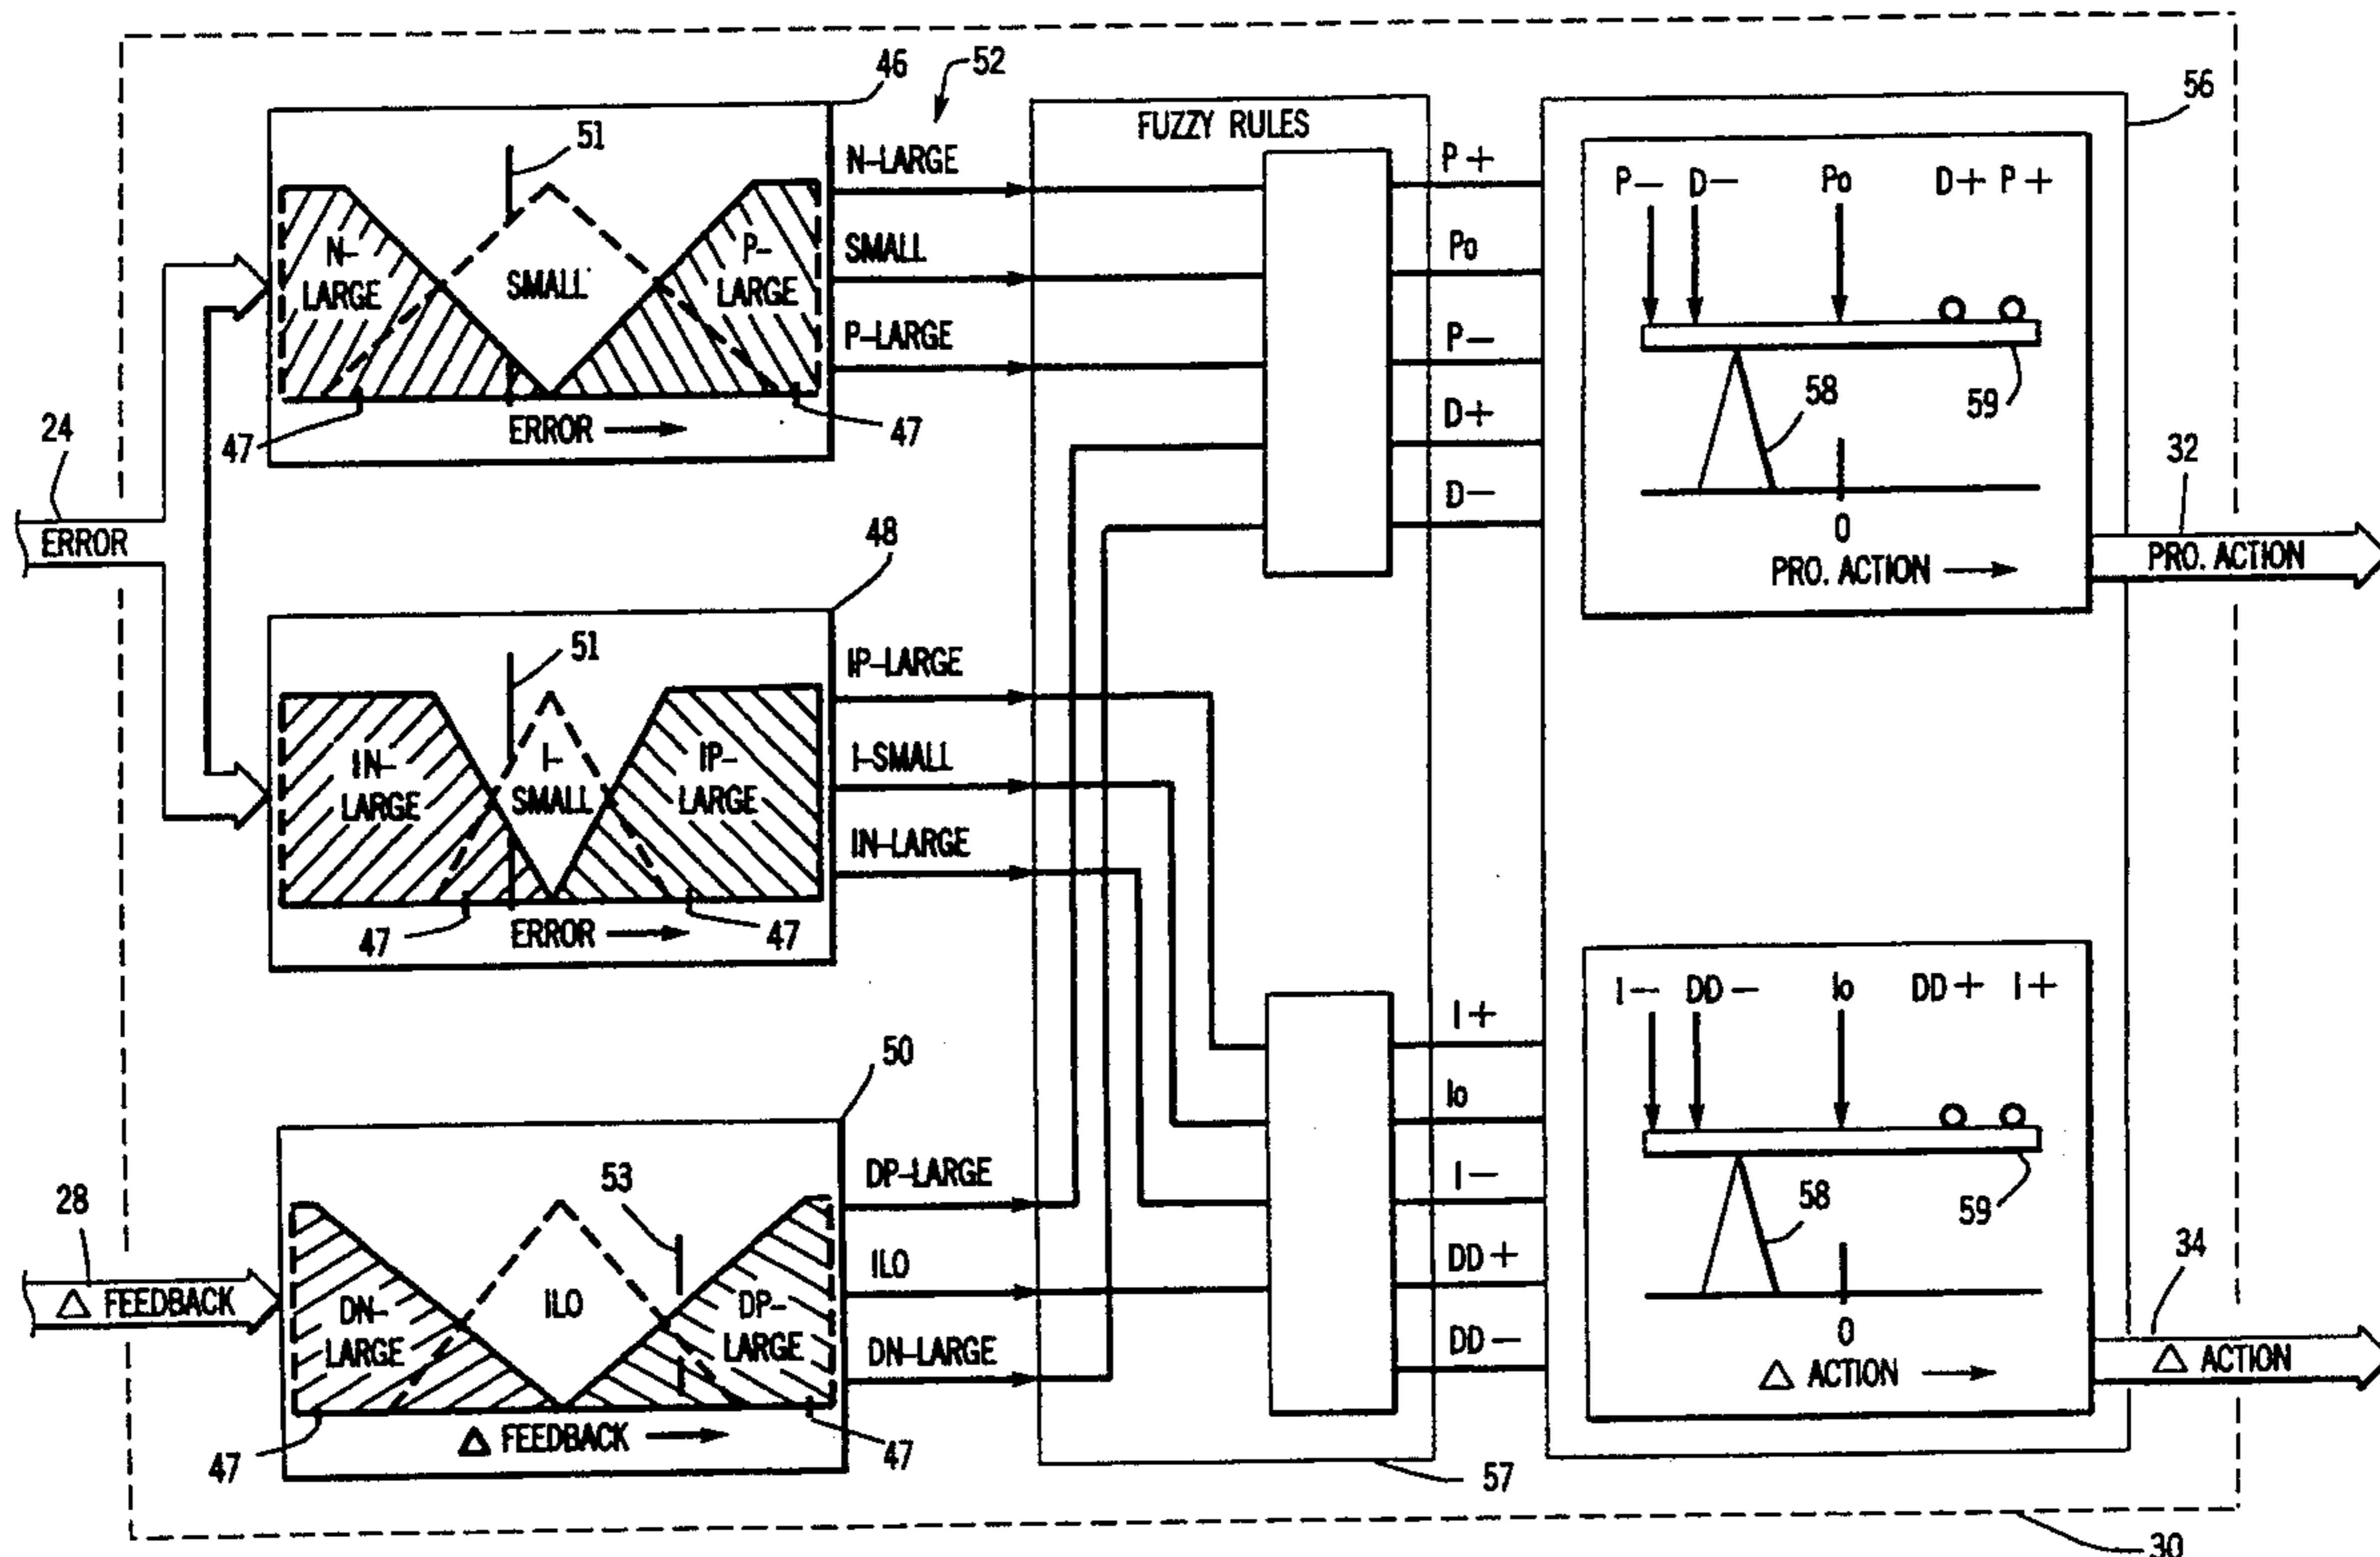 46
52
56
51
FUZZY RULES
N-LARGE
SMALL
P-LARGE
N-
LARGE
SMALL
P-
LARGE
47
ERROR
47
P+
Po
P-
D+
D-
P- D- Po D+ P+
58
59
0
PRO. ACTION
32
PRO. ACTION
24
ERROR
48
51
IP-LARGE
I-SMALL
IN-LARGE
IN-
LARGE
I-
SMALL
IP-
LARGE
47
ERROR
47
I+
Io
I-
DD+
DD-
I- DD- Io DD+ I+
58
59
0
Δ ACTION
34
Δ ACTION
28
Δ FEEDBACK
50
53
DP-LARGE
ILO
DN-LARGE
DN-
LARGE
ILO
DP-
LARGE
47
Δ FEEDBACK
47
57
30